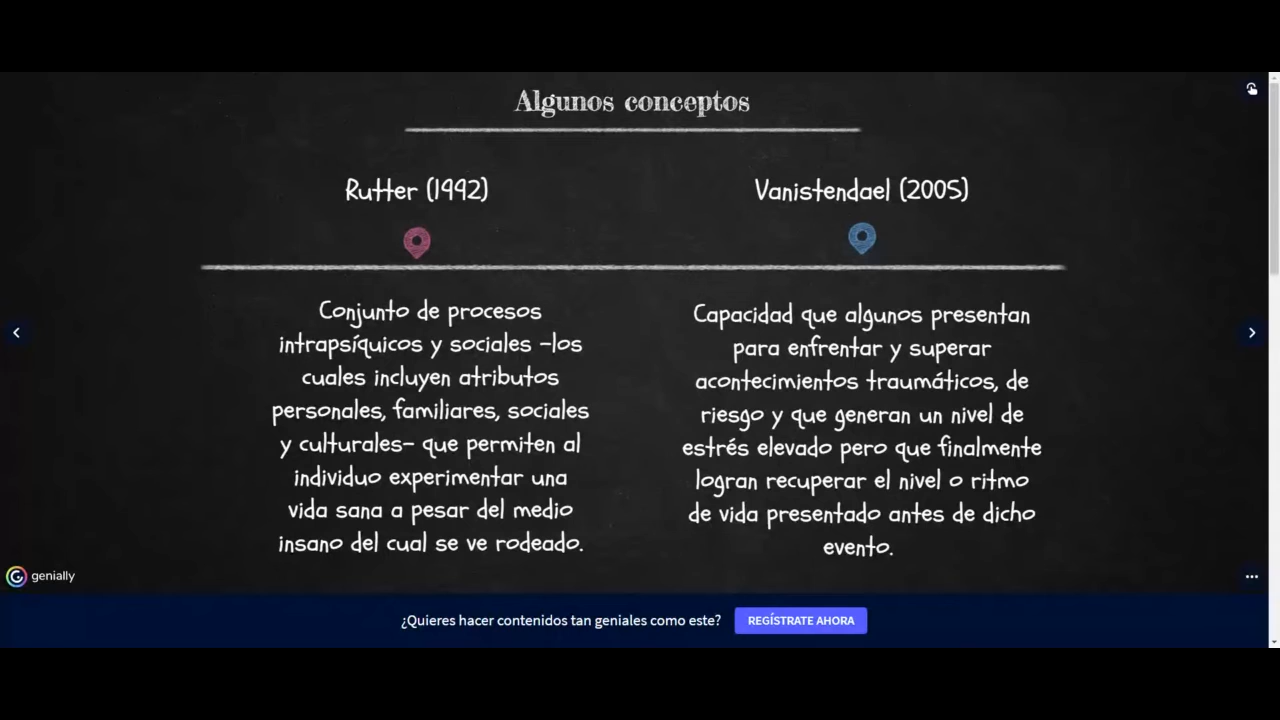 Algunos conceptos
Rutter (1992)
Conjunto de procesos
intrapsíquicos y sociales –los
cuales incluyen atributos
personales, familiares, sociales
y culturales– que permiten al
individuo experimentar una
vida sana a pesar del medio
insano del cual se ve rodeado.
Vanistendael (2005)
Capacidad que algunos presentan
para enfrentar y superar
acontecimientos traumáticos, de
riesgo y que generan un nivel de
estrés elevado pero que finalmente
logran recuperar el nivel o ritmo
de vida presentado antes de dicho
evento.
genially
¿Quieres hacer contenidos tan geniales como este?
REGÍSTRATE AHORA